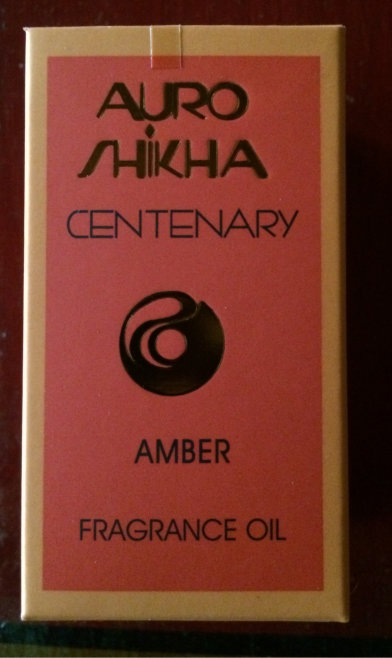 AURO
SHiKHA
CENTENARY
AMBER
FRAGRANCE OIL